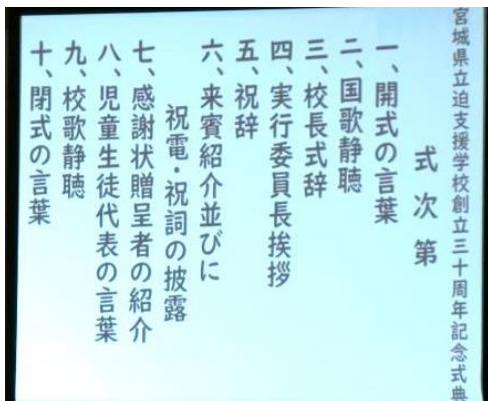 宮城県立迫支援学校創立三十周年記念式典
式次第
一、開式の言葉
二、国歌静聴
三、校長式辞
四、実行委員長挨拶
五、祝辞
六、来賓紹介並びに
祝電・祝詞の披露
七、感謝状贈呈者の紹介
八、児童生徒代表の言葉
九、校歌静聴
十、閉式の言葉